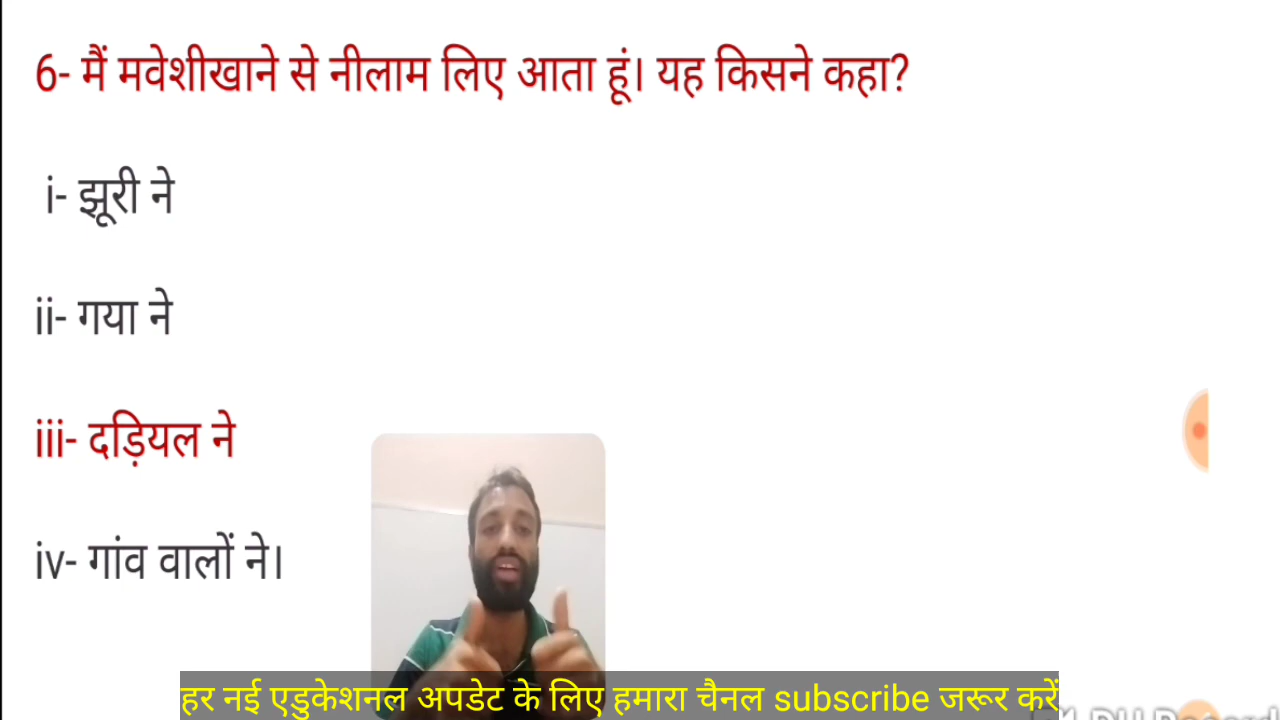 6- मैं मवेशीखाने से नीलाम लिए आता हूं। यह किसने कहा?
i- झूरी ने
ii- गया ने
iii- दड़ियल ने
iv- गांव वालों ने।
हर नई एडुकेशनल अपडेट के लिए हमारा चैनल subscribe जरूर करें